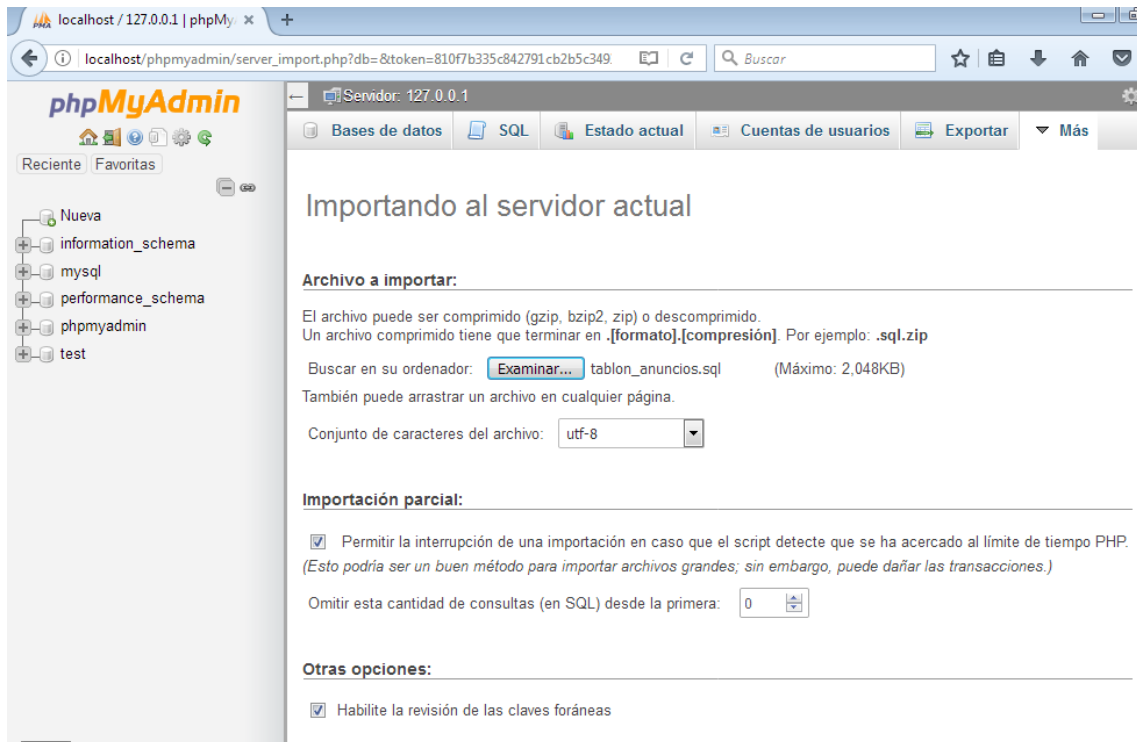 localhost / 127.0.0.1 | phpMy
localhost/phpmyadmin/server_import.php?db=&token=810f7b335c842791cb2b5c349
Buscar
phpMyAdmin
Reciente Favoritas
Nueva
information_schema
mysql
performance_schema
phpmyadmin
test
Servidor: 127.0.0.1
Bases de datos SQL Estado actual Cuentas de usuarios Exportar Más
Importando al servidor actual
Archivo a importar:
El archivo puede ser comprimido (gzip, bzip2, zip) o descomprimido.
Un archivo comprimido tiene que terminar en .[formato].[compresión]. Por ejemplo: .sql.zip
Buscar en su ordenador: Examinar... tablon_anuncios.sql (Máximo: 2,048KB)
También puede arrastrar un archivo en cualquier página.
Conjunto de caracteres del archivo: utf-8
Importación parcial:
Permitir la interrupción de una importación en caso que el script detecte que se ha acercado al límite de tiempo PHP.
(Esto podría ser un buen método para importar archivos grandes; sin embargo, puede dañar las transacciones.)
Omitir esta cantidad de consultas (en SQL) desde la primera: 0
Otras opciones:
Habilite la revisión de las claves foráneas